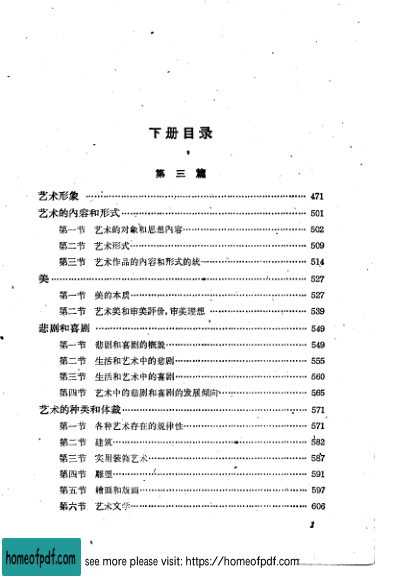 下册目录
第三篇
艺术形象 471
艺术的内容和形式 501
第一节 艺术的对象和思想内容 502
第二节 艺术形式 509
第三节 艺术作品的内容和形式的统一 514
美 527
第一节 美的本质 527
第二节 艺术美和审美評价,审美理想 539
悲剧和喜剧 549
第一节 悲剧和喜剧的概說 549
第二节 生活和艺术中的悲剧 555
第三节 生活和艺术中的喜剧 560
第四节 艺术中的悲剧和喜剧的发展倾向 565
艺术的种类和体裁 571
第一节 各种艺术存在的規律性 571
第二节 建筑 582
第三节 实用装飾艺术 587
第四节 雕塑 591
第五节 繪画和版画 597
第六节 艺术文学 606
1
homeofpdf.com
see more please visit: https://homeofpdf.com